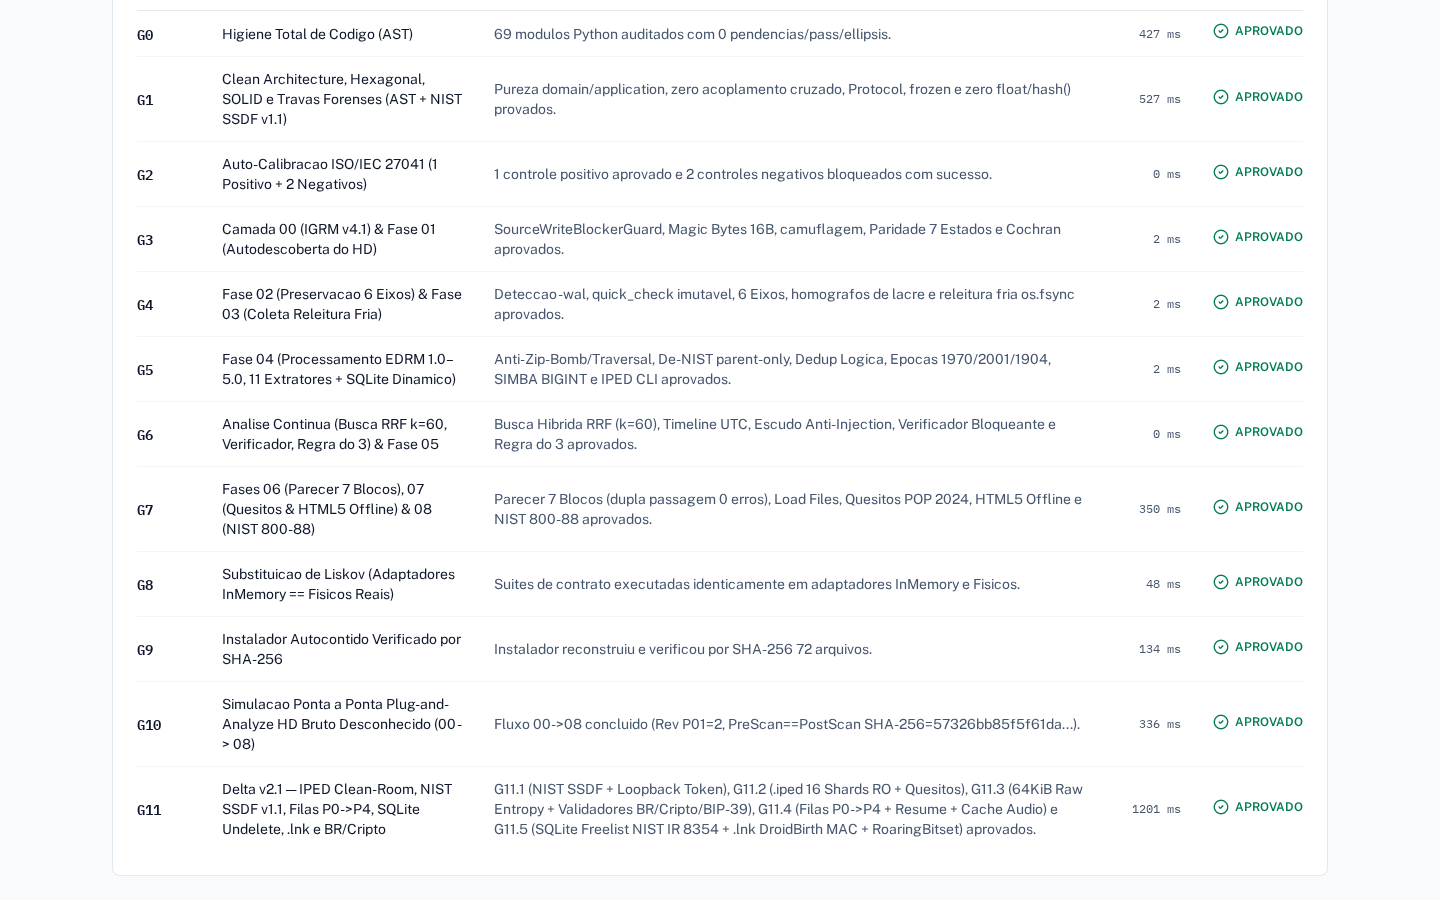 G0
Higiene Total de Codigo (AST)
69 modulos Python auditados com 0 pendencias/pass/ellipsis.
427 ms
APROVADO
G1
Clean Architecture, Hexagonal,
SOLID e Travas Forenses (AST + NIST
SSDF v1.1)
Pureza domain/application, zero acoplamento cruzado, Protocol, frozen e zero float/hash()
provados.
527 ms
APROVADO
G2
Auto-Calibracao ISO/IEC 27041 (1
Positivo + 2 Negativos)
1 controle positivo aprovado e 2 controles negativos bloqueados com sucesso.
0 ms
APROVADO
G3
Camada 00 (IGRM v4.1) & Fase 01
(Autodescoberta do HD)
SourceWriteBlockerGuard, Magic Bytes 16B, camuflagem, Paridade 7 Estados e Cochran
aprovados.
2 ms
APROVADO
G4
Fase 02 (Preservacao 6 Eixos) & Fase
03 (Coleta Releitura Fria)
Deteccao -wal, quick_check imutavel, 6 Eixos, homografos de lacre e releitura fria os.fsync
aprovados.
2 ms
APROVADO
G5
Fase 04 (Processamento EDRM 1.0–
5.0, 11 Extratores + SQLite Dinamico)
Anti-Zip-Bomb/Traversal, De-NIST parent-only, Dedup Logica, Epocas 1970/2001/1904,
SIMBA BIGINT e IPED CLI aprovados.
2 ms
APROVADO
G6
Analise Continua (Busca RRF k=60,
Verificador, Regra do 3) & Fase 05
Busca Hibrida RRF (k=60), Timeline UTC, Escudo Anti-Injection, Verificador Bloqueante e
Regra do 3 aprovados.
0 ms
APROVADO
G7
Fases 06 (Parecer 7 Blocos), 07
(Quesitos & HTML5 Offline) & 08
(NIST 800-88)
Parecer 7 Blocos (dupla passagem 0 erros), Load Files, Quesitos POP 2024, HTML5 Offline e
NIST 800-88 aprovados.
350 ms
APROVADO
G8
Substituicao de Liskov (Adaptadores
InMemory == Fisicos Reais)
Suites de contrato executadas identicamente em adaptadores InMemory e Fisicos.
48 ms
APROVADO
G9
Instalador Autocontido Verificado por
SHA-256
Instalador reconstruiu e verificou por SHA-256 72 arquivos.
134 ms
APROVADO
G10
Simulacao Ponta a Ponta Plug-and-
Analyze HD Bruto Desconhecido (00-
> 08)
Fluxo 00->08 concluido (Rev P01=2, PreScan==PostScan SHA-256=57326bb85f5f61da...).
336 ms
APROVADO
G11
Delta v2.1 — IPED Clean-Room, NIST
SSDF v1.1, Filas P0->P4, SQLite
Undelete, .lnk e BR/Cripto
G11.1 (NIST SSDF + Loopback Token), G11.2 (.iped 16 Shards RO + Quesitos), G11.3 (64KiB Raw
Entropy + Validadores BR/Cripto/BIP-39), G11.4 (Filas P0->P4 + Resume + Cache Audio) e
G11.5 (SQLite Freelist NIST IR 8354 + .lnk DroidBirth MAC + RoaringBitset) aprovados.
1201 ms
APROVADO